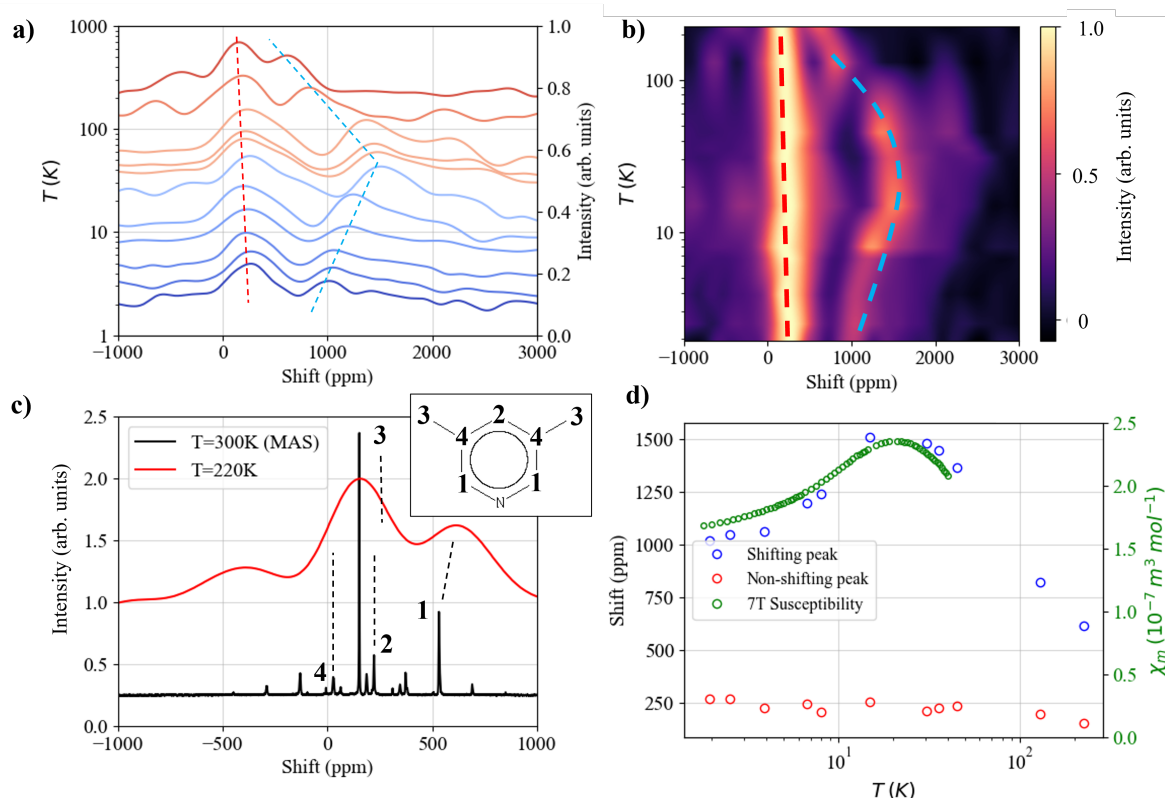 a)
1000
100
10
1
T (K)
1.0
0.8
0.6
0.4
0.2
0.0
Intensity (arb. units)
−1000
0
1000
2000
3000
Shift (ppm)
b)
100
10
T (K)
−1000
0
1000
2000
3000
Shift (ppm)
1.0
0.5
0
Intensity (arb. units)
c)
2.5
2.0
1.5
1.0
0.5
0.0
Intensity (arb. units)
T=300K (MAS)
T=220K
3
4
2
1
3
2
3
4
4
1
1
N
−1000
−500
0
500
1000
Shift (ppm)
d)
1500
1250
1000
750
500
250
Shift (ppm)
Shifting peak
Non-shifting peak
7T Susceptibility
2.5
2.0
1.5
1.0
0.5
0.0
χm (10⁻⁷ m³ mol⁻¹)
10¹
10²
T (K)